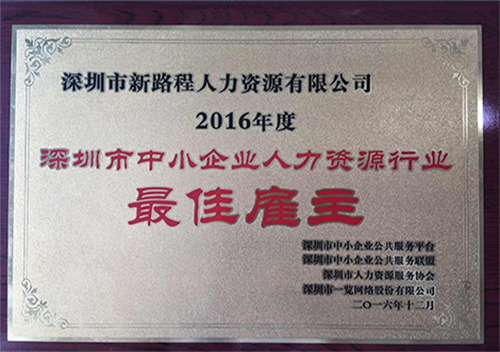 深圳市新路程人力资源有限公司
2016年度
深圳市中小企业人力资源行业
最佳雇主
深圳市中小企业公共服务平台
深圳市中小企业公共服务联盟
深圳市人力资源服务协会
深圳市一览网络股份有限公司
二〇一六年十二月